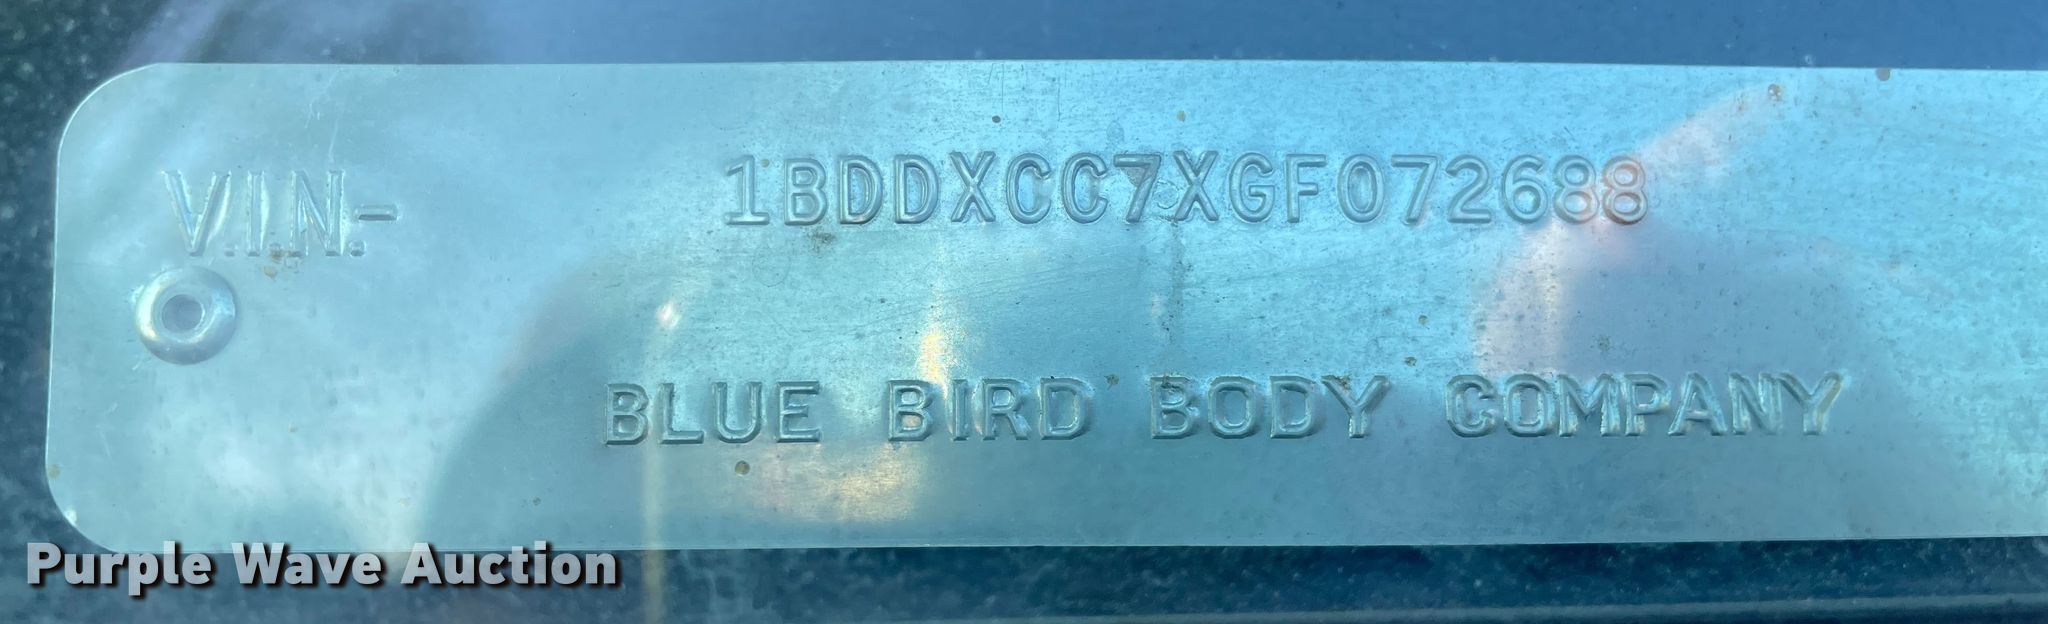 V.I.N.- 1BDDXCC7XGF072688
BLUE BIRD BODY COMPANY
Purple Wave Auction